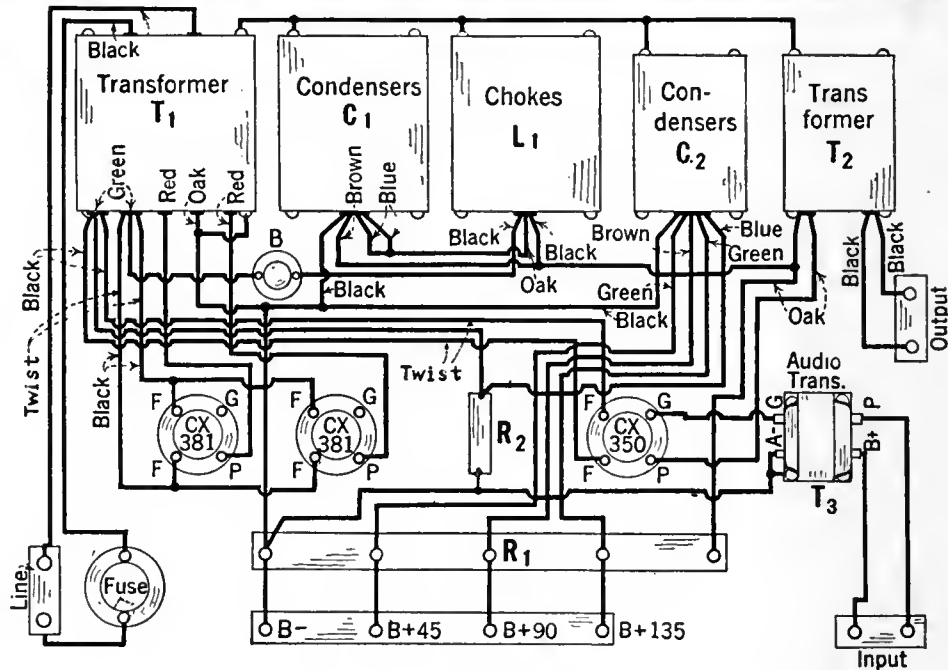 Black
Transformer
T1
Condensers
C1
Chokes
L1
Con-
densers
C.2
Trans
former
T2
Green
Red
Oak
Red
Brown
Blue
B
Black
Black
Oak
Brown
Blue
Green
Green
Black
Black
Black
Twist
Black
Twist
Oak
Black
Black
Output
Audio
Trans.
G
P
A-
B+
T3
F
G
CX
381
F
P
F
G
CX
381
F
P
R2
F
G
CX
350
F
P
R1
Line
Fuse
B-
B+45
B+90
B+135
Input